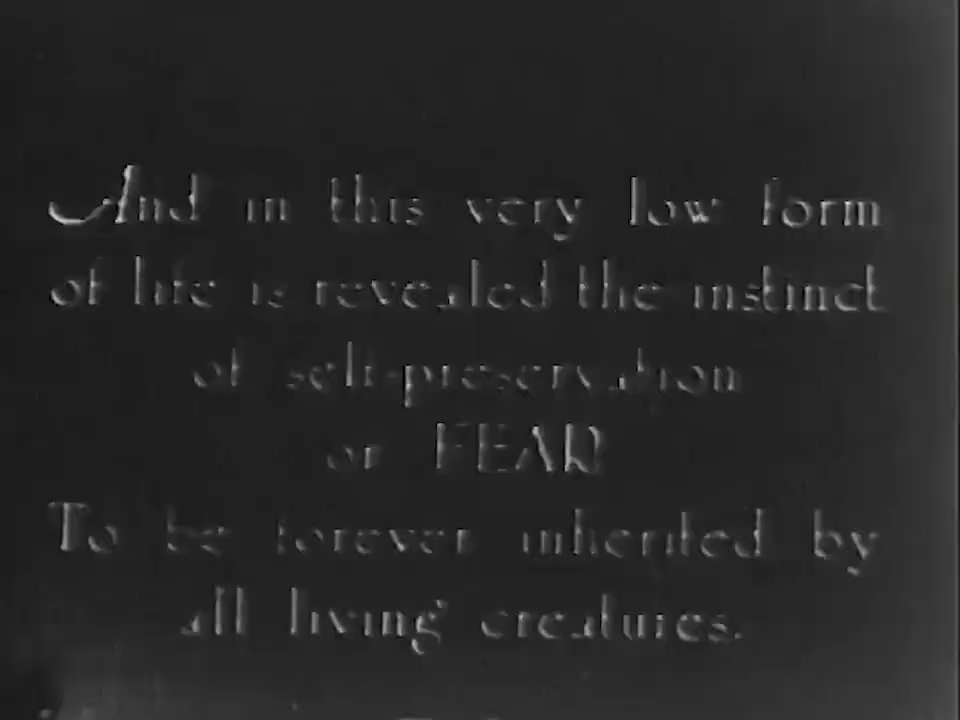 And in this very low form
of life is revealed the instinct
of self-preservation
or FEAR
To be forever inherited by
all living creatures.